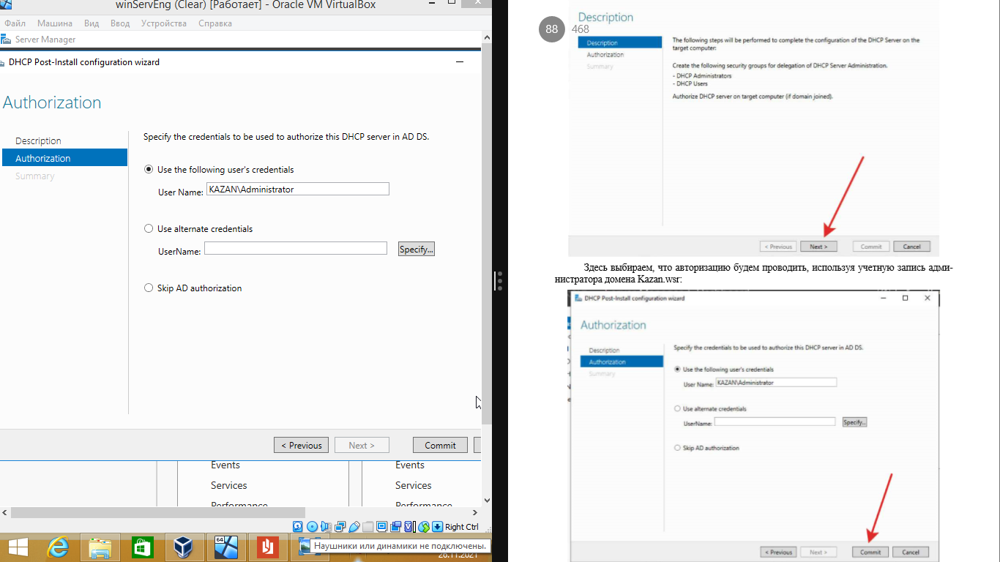 winServEng (Clear) [Работает] - Oracle VM VirtualBox
Файл Машина Вид Ввод Устройства Справка
Server Manager
DHCP Post-Install configuration wizard
Authorization
Description
Authorization
Summary
Specify the credentials to be used to authorize this DHCP server in AD DS.
Use the following user's credentials
User Name: KAZAN\Administrator
Use alternate credentials
UserName:
Specify...
Skip AD authorization
< Previous
Next >
Commit
Events
Services
Performance
Events
Services
Performance
Right Ctrl
64
Наушники или динамики не подключены.
28.11.2021
88
468
Description
Description
Authorization
Summary
The following steps will be performed to complete the configuration of the DHCP Server on the
target computer:
Create the following security groups for delegation of DHCP Server Administration.
- DHCP Administrators
- DHCP Users
Authorize DHCP server on target computer (if domain joined).
< Previous
Next >
Commit
Cancel
Здесь выбираем, что авторизацию будем проводить, используя учетную запись адми-
нистратора домена Kazan.wsr:
DHCP Post-Install configuration wizard
Authorization
Description
Authorization
Summary
Specify the credentials to be used to authorize this DHCP server in AD DS.
Use the following user's credentials
User Name: KAZAN\Administrator
Use alternate credentials
UserName:
Specify...
Skip AD authorization
< Previous
Next >
Commit
Cancel